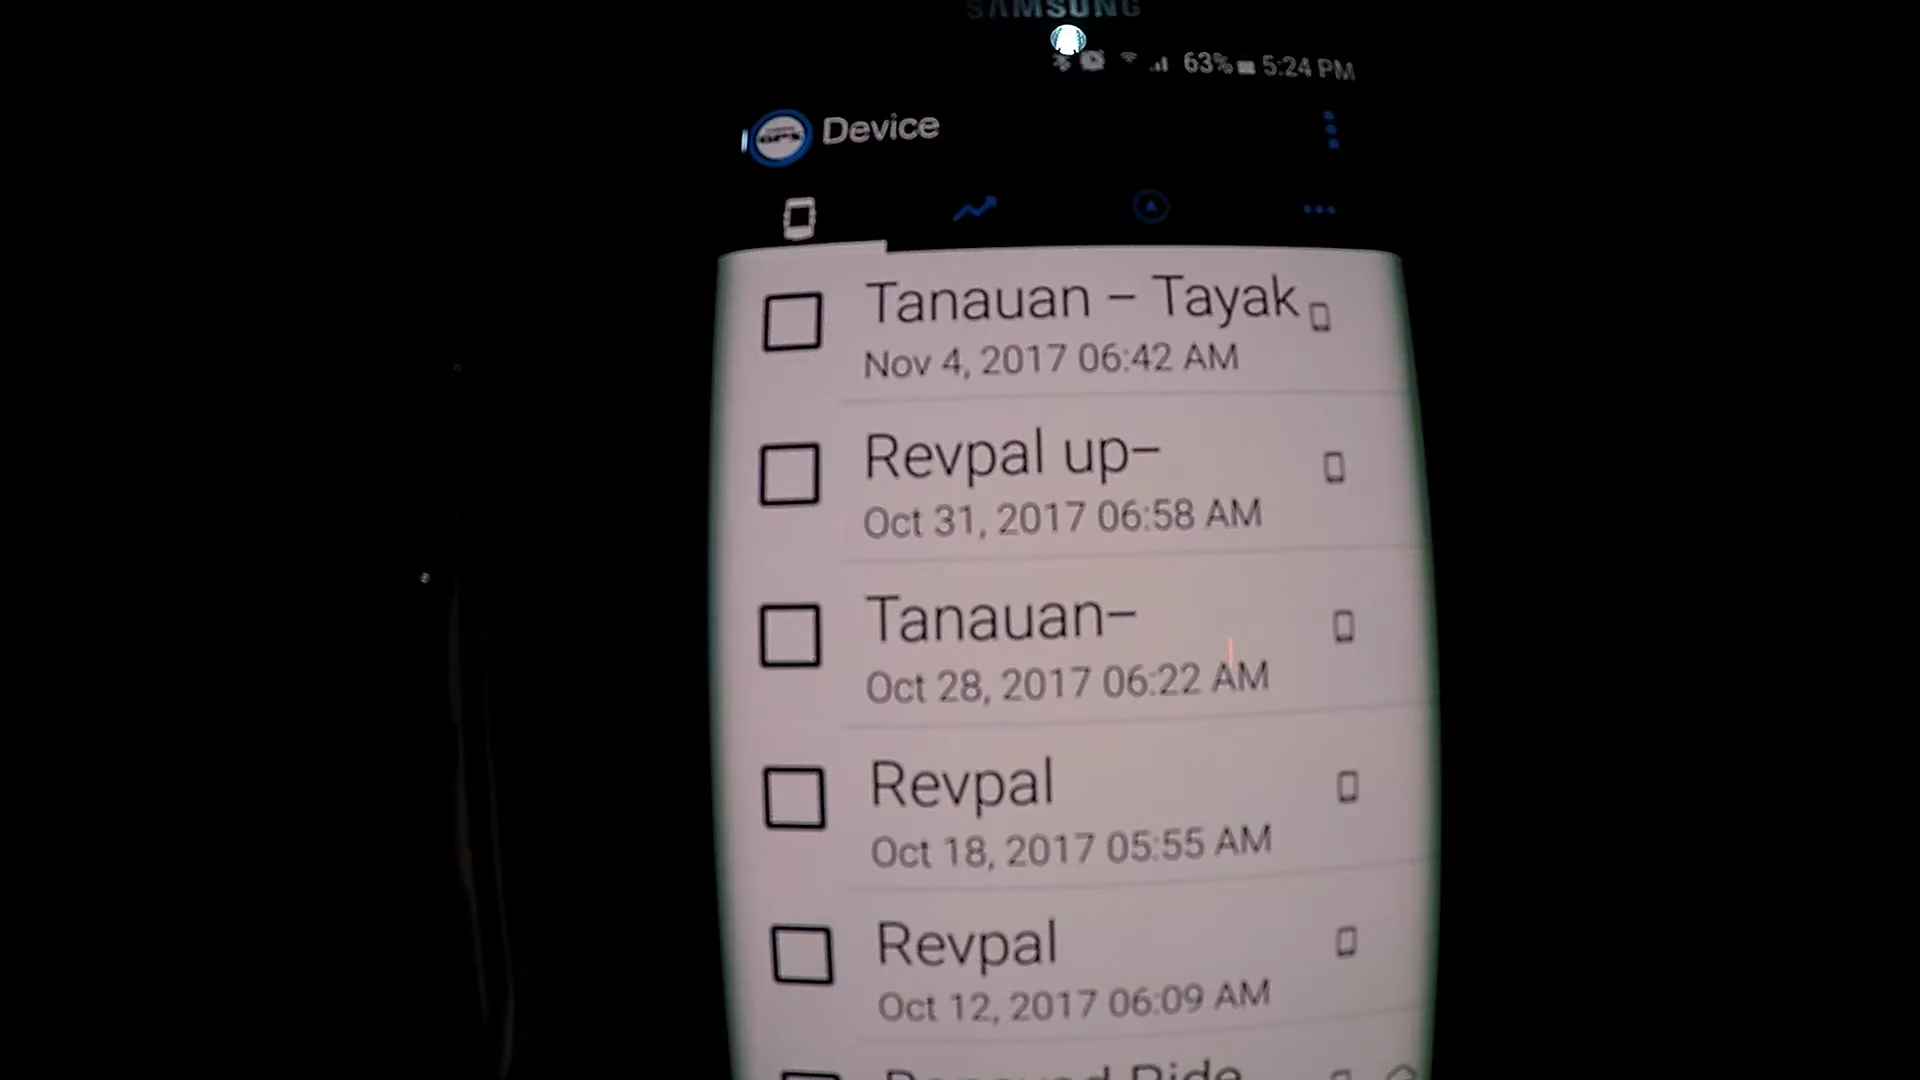 SAMSUNG
63% 5:24 PM
GPS Device
Tanauan – Tayak
Nov 4, 2017 06:42 AM
Revpal up–
Oct 31, 2017 06:58 AM
Tanauan–
Oct 28, 2017 06:22 AM
Revpal
Oct 18, 2017 05:55 AM
Revpal
Oct 12, 2017 06:09 AM
Ride